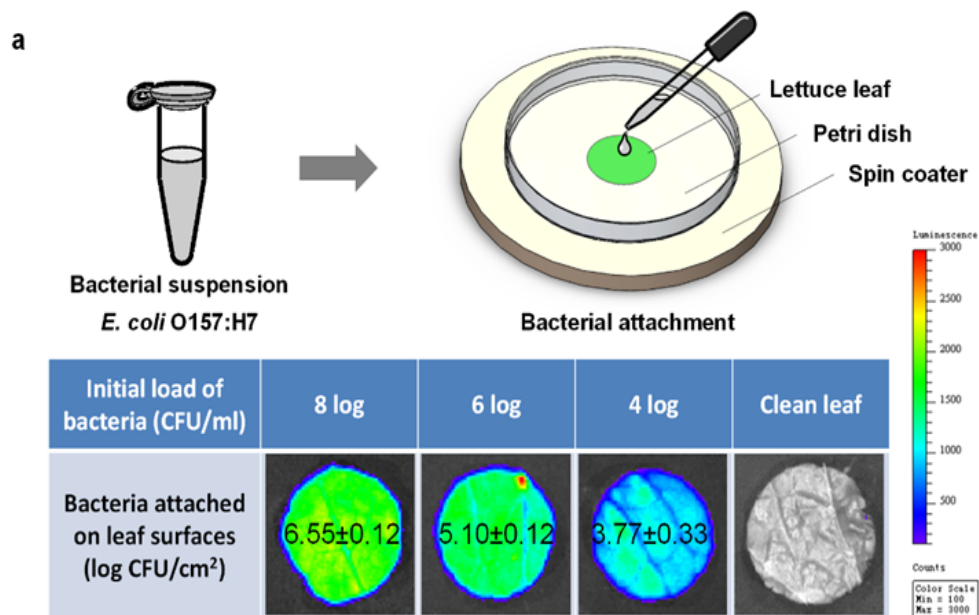 a
Lettuce leaf
Petri dish
Spin coater
Bacterial suspension
E. coli O157:H7
Bacterial attachment
Luminescence
3000
2500
2000
1500
1000
500
Counts
Color Scale
Min = 100
Max = 3000
Initial load of
bacteria (CFU/ml)
8 log
6 log
4 log
Clean leaf
Bacteria attached
on leaf surfaces
(log CFU/cm²)
6.55±0.12
5.10±0.12
3.77±0.33